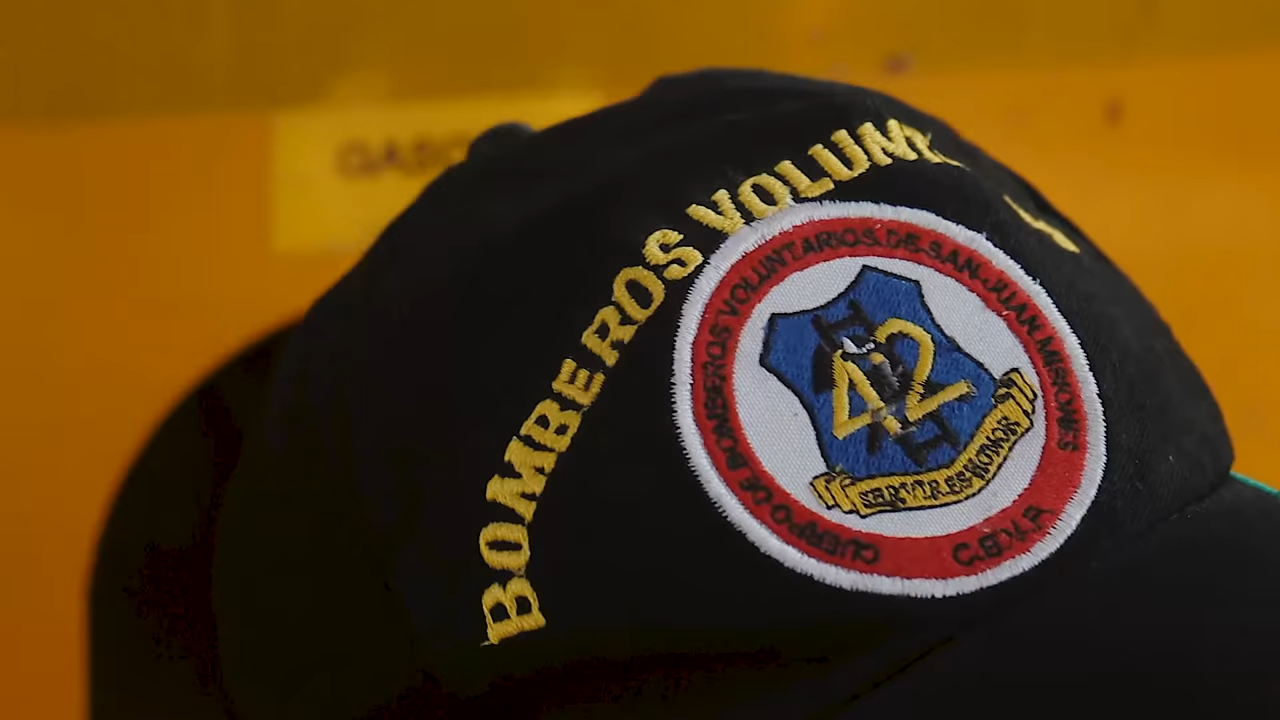 BOMBEROS VOLUNT
CUERPO DE BOMBEROS VOLUNTARIOS DE SAN JUAN MISIONES
42
SERVIR ES HONOR